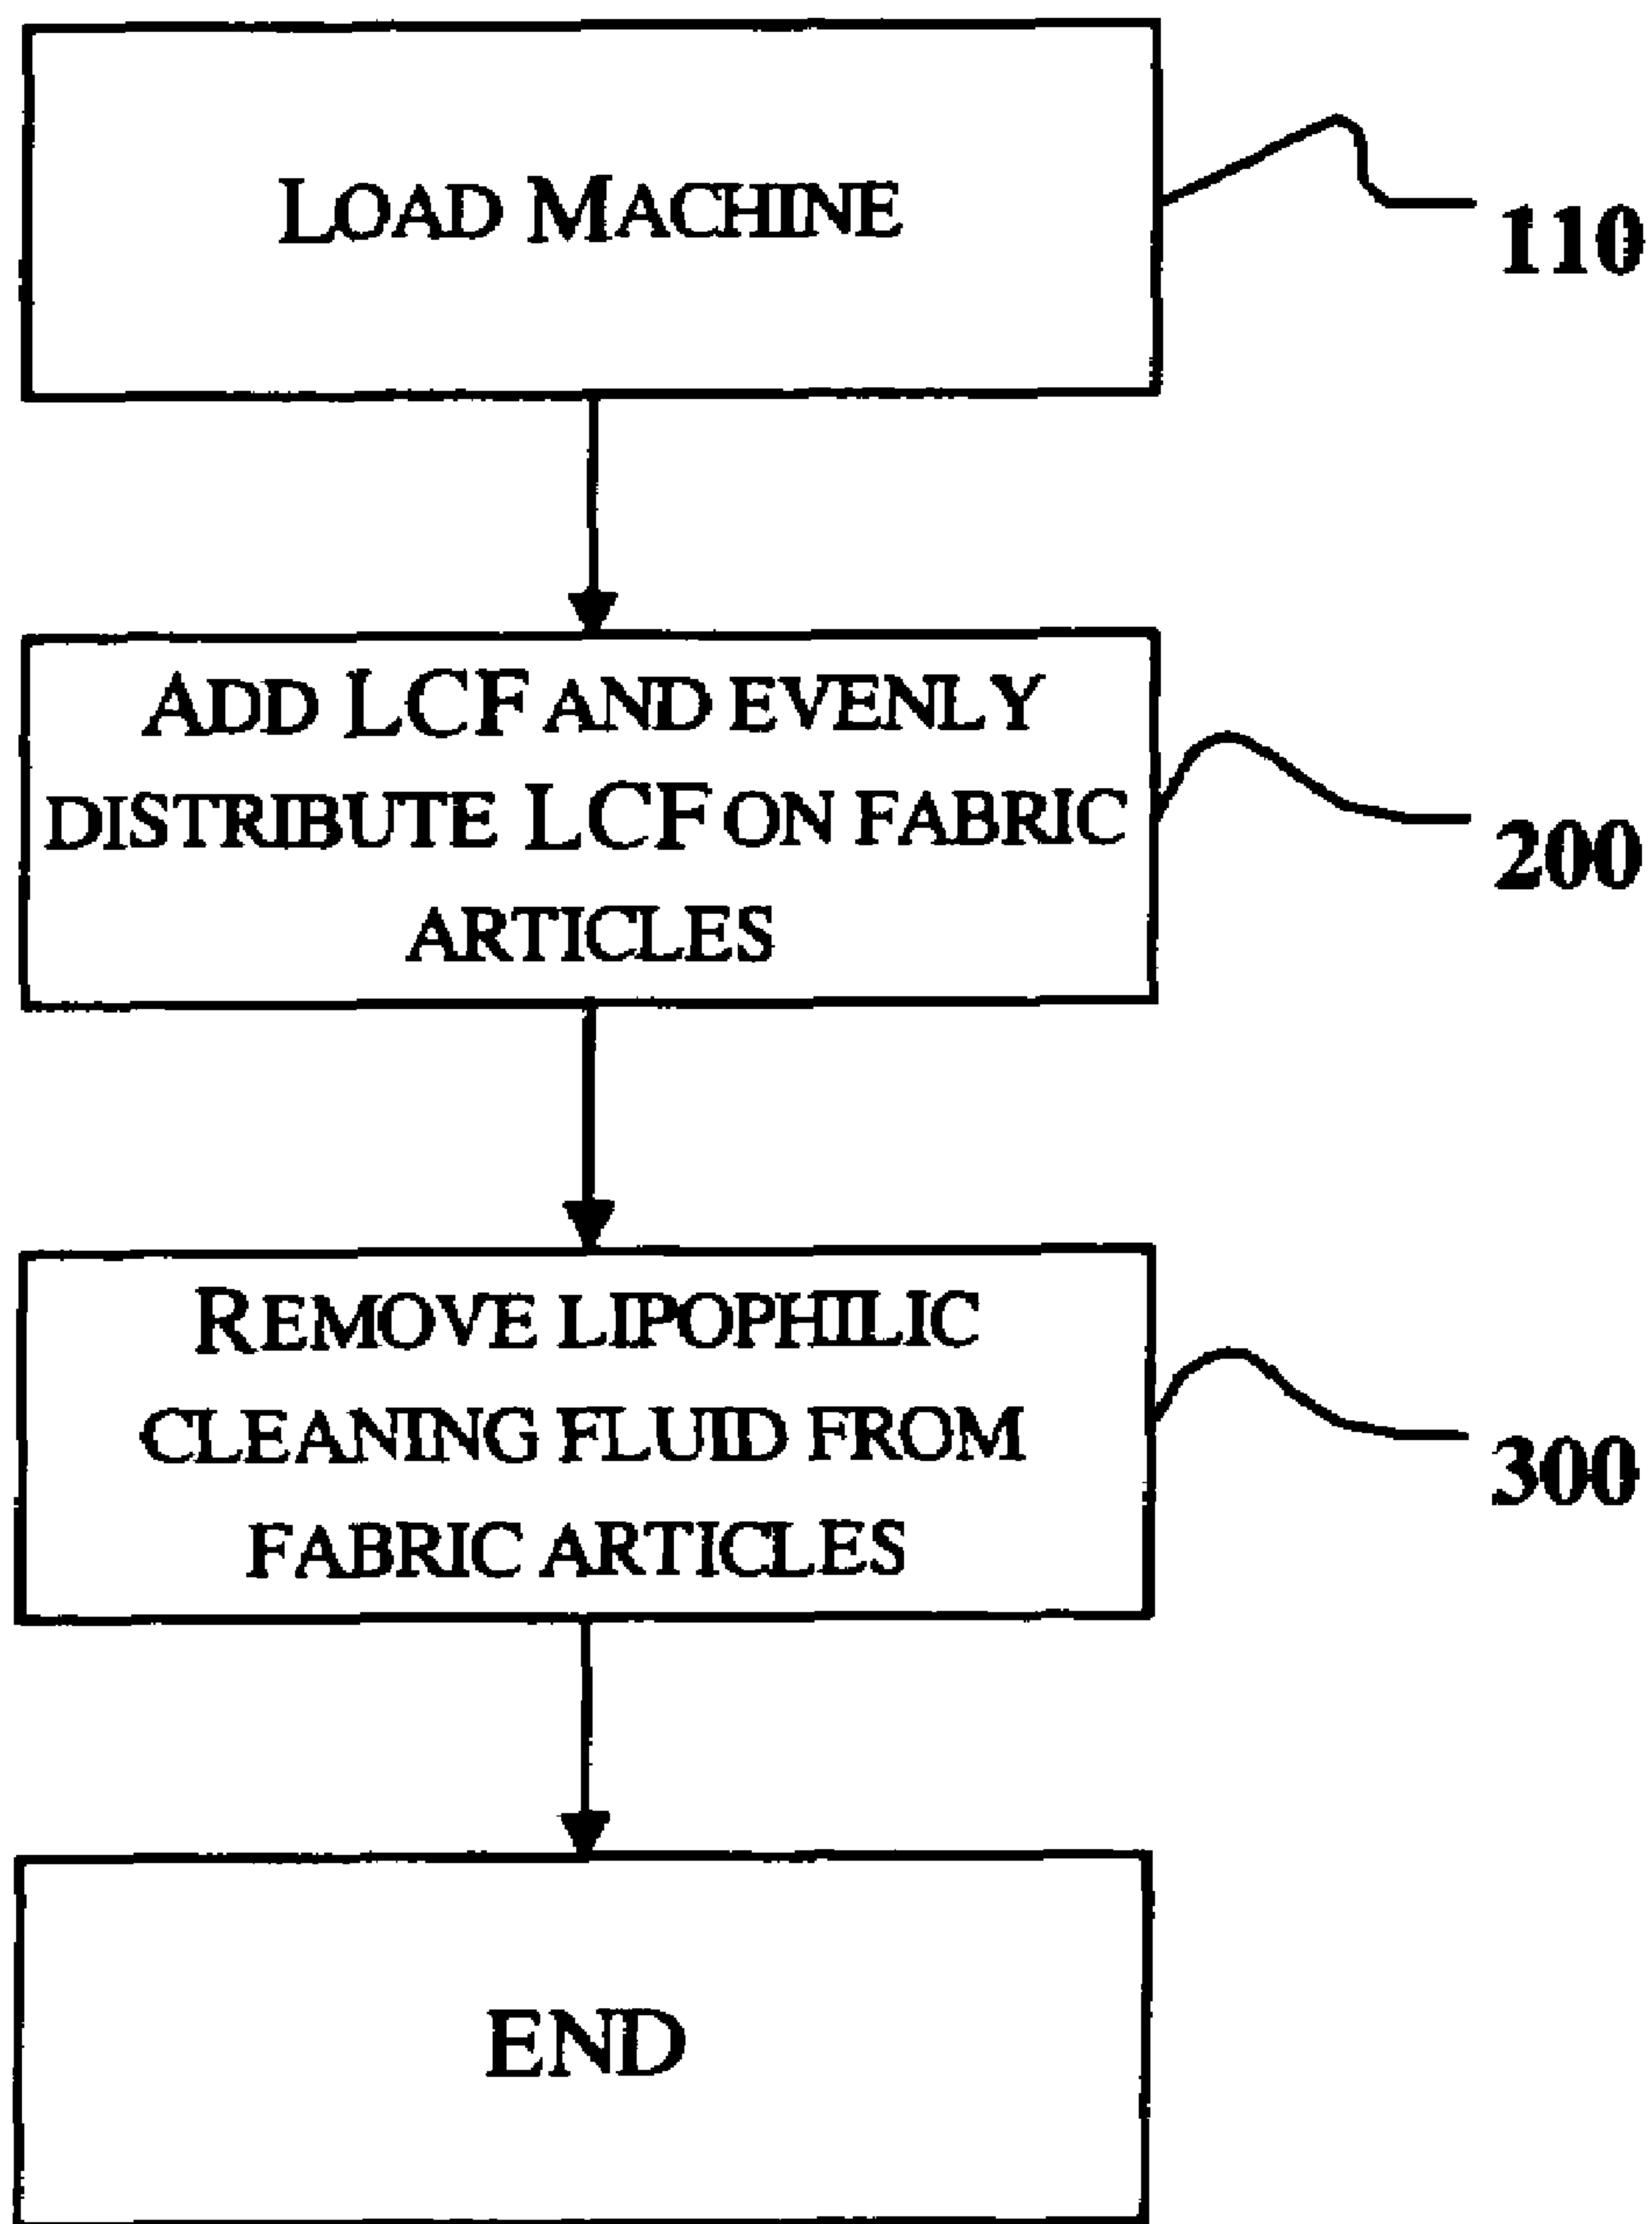 LOAD MACHINE
110
ADD LCF AND EVENLY
DISTRIBUTE LCF ON FABRIC
ARTICLES
200
REMOVE LIPOPHILIC
CLEANING FLUID FROM
FABRIC ARTICLES
300
END